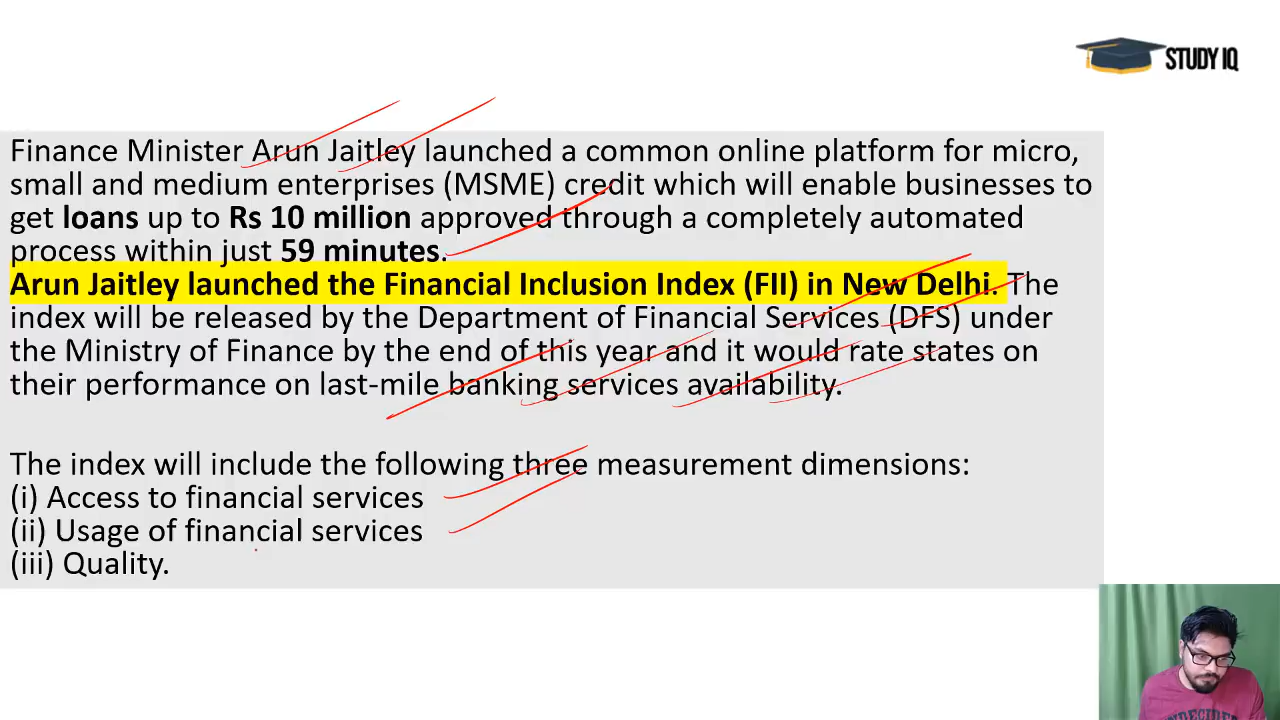 STUDY IQ
Finance Minister Arun Jaitley launched a common online platform for micro,
small and medium enterprises (MSME) credit which will enable businesses to
get loans up to Rs 10 million approved through a completely automated
process within just 59 minutes.
Arun Jaitley launched the Financial Inclusion Index (FII) in New Delhi. The
index will be released by the Department of Financial Services (DFS) under
the Ministry of Finance by the end of this year and it would rate states on
their performance on last-mile banking services availability.
The index will include the following three measurement dimensions:
(i) Access to financial services
(ii) Usage of financial services
(iii) Quality.